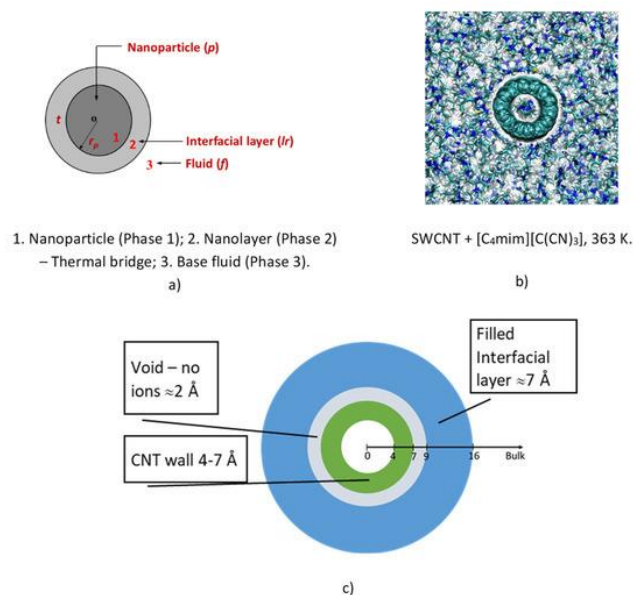 Nanoparticle (p)
t
o
rₚ
1
2
Interfacial layer (lr)
3
Fluid (f)
1. Nanoparticle (Phase 1); 2. Nanolayer (Phase 2)
– Thermal bridge; 3. Base fluid (Phase 3).
a)
SWCNT + [C₄mim][C(CN)₃], 363 K.
b)
Void – no
ions ≈2 Å
CNT wall 4-7 Å
Filled
Interfacial
layer ≈7 Å
0 4 7 9 16 Bulk
c)